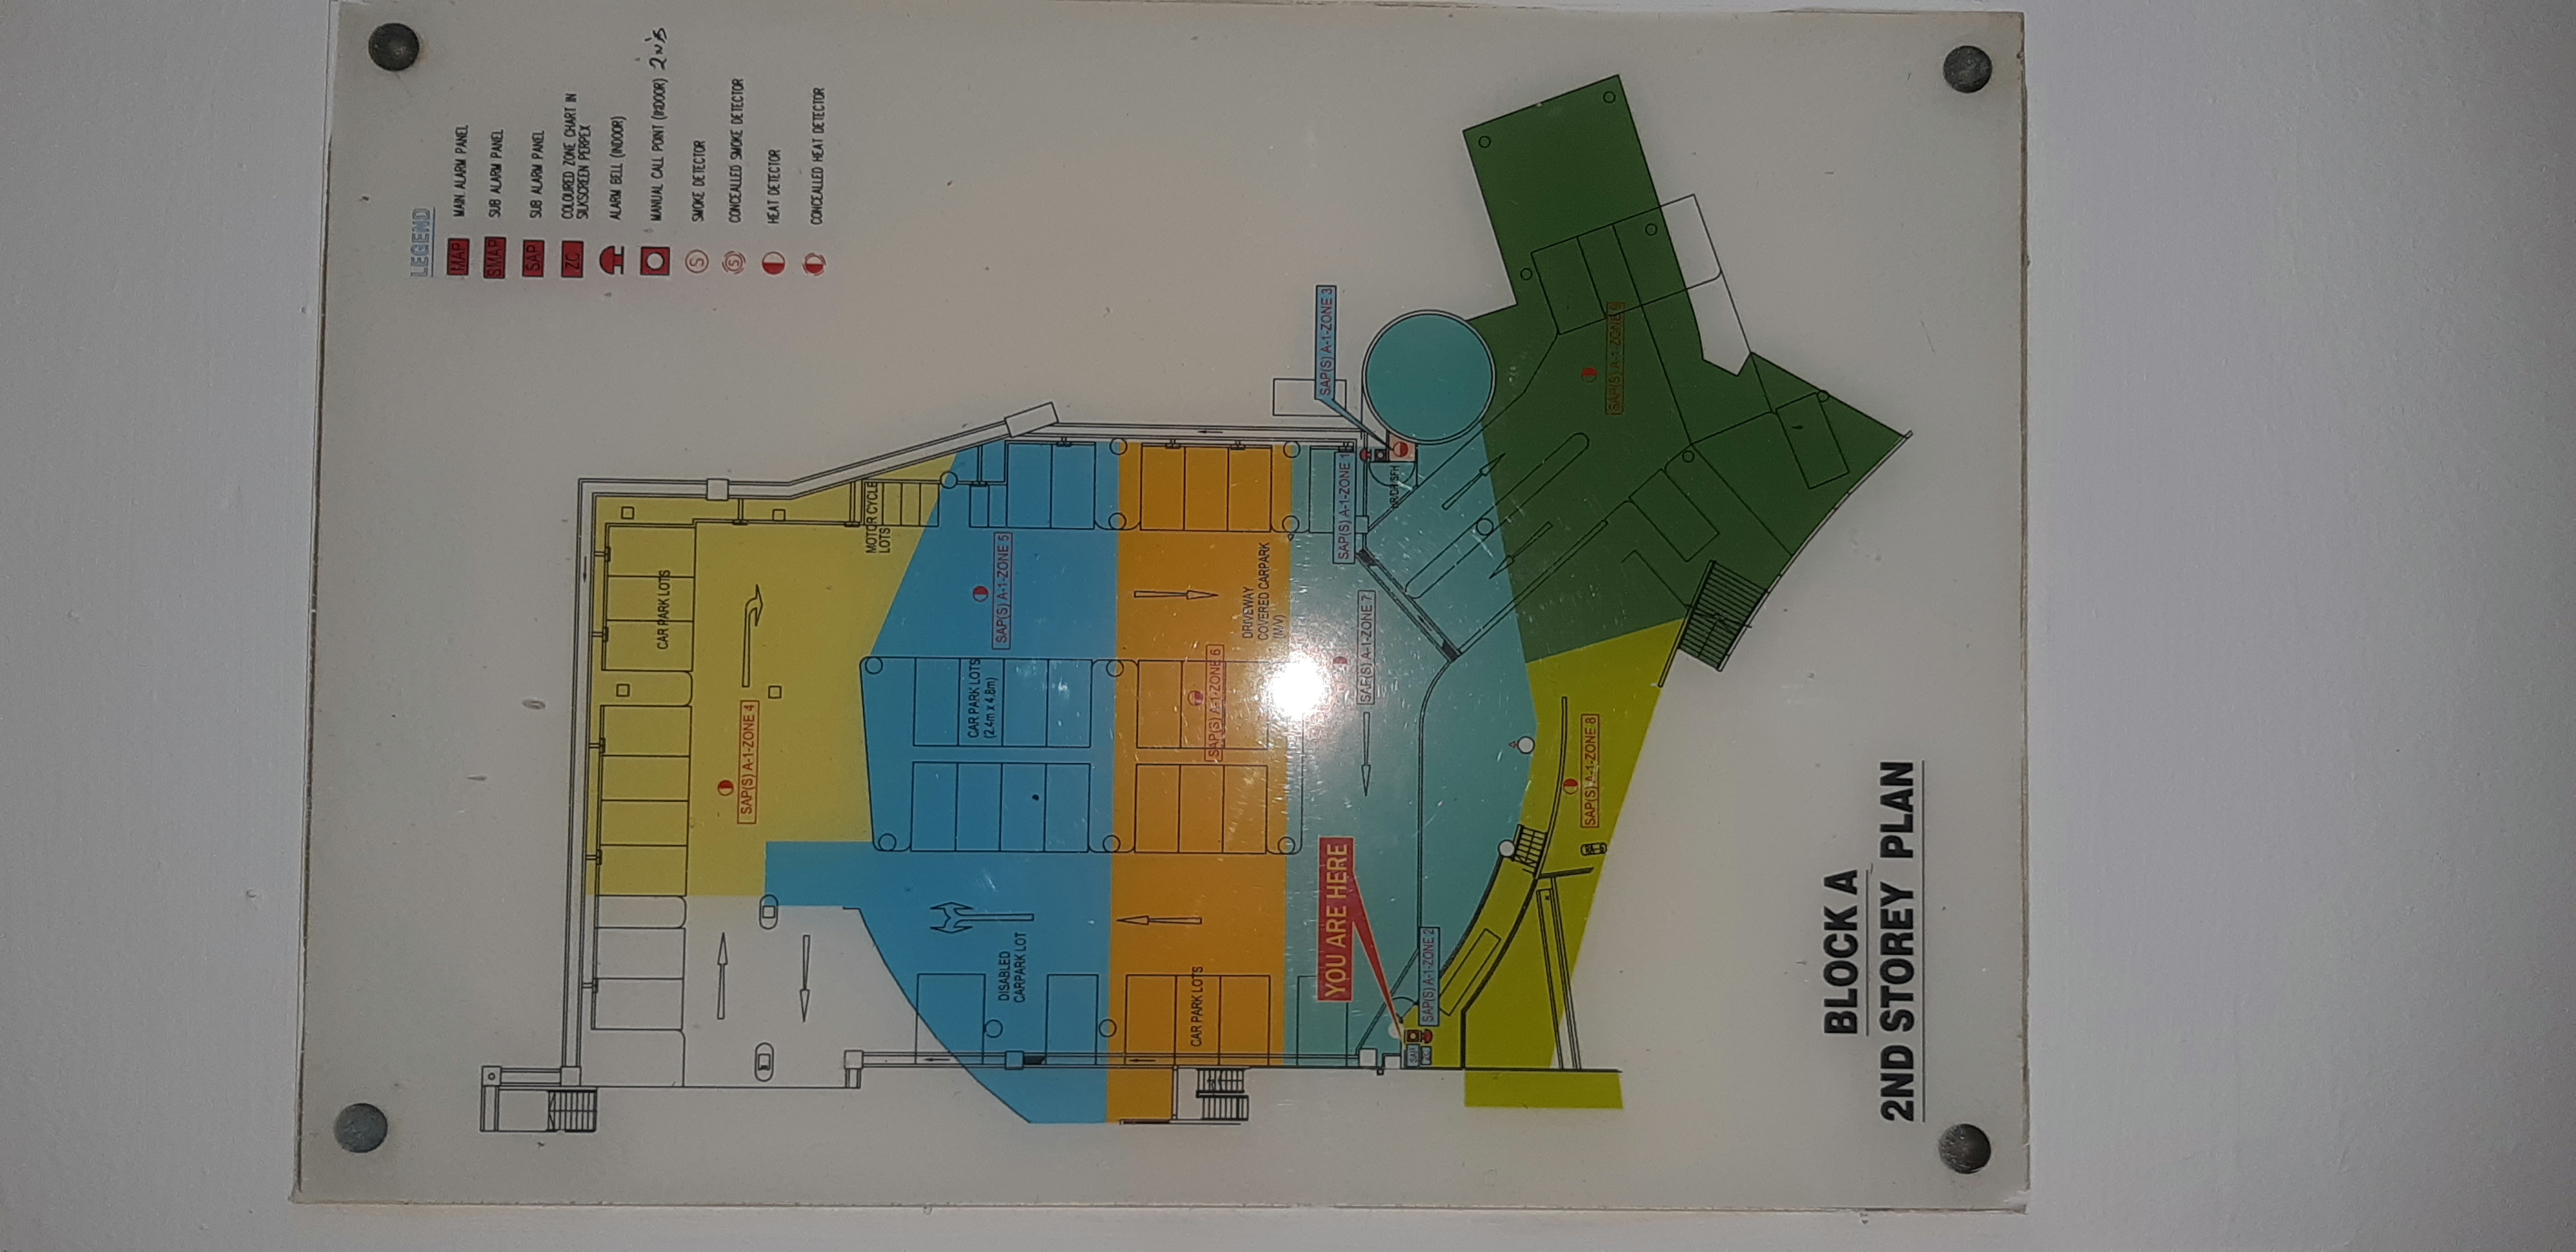 LEGEND
MAP MAIN ALARM PANEL
SMAP SUB ALARM PANEL
SAP SUB ALARM PANEL
ZC COLOURED ZONE CHART IN
SILKSCREEN PERPEX
ALARM BELL (INDOOR)
MANUAL CALL POINT (INDOOR)
S SMOKE DETECTOR
S CONCEALLED SMOKE DETECTOR
HEAT DETECTOR
CONCEALLED HEAT DETECTOR
CAR PARK LOTS
SAP(S) A-1-ZONE 4
MOTOR CYCLE
LOTS
CAR PARK LOTS
(2.4m x 4.8m)
SAP(S) A-1-ZONE 5
DISABLED
CARPARK LOT
CAR PARK LOTS
SAP(S) A-1-ZONE 6
DRIVEWAY
COVERED CARPARK
(M/V)
SAP(S) A-1-ZONE 3
YOU ARE HERE
SAP(S) A-1-ZONE 1
SAP(S) A-1-ZONE 7
SAP
ZC
SAP(S) A-1-ZONE 2
SAP(S) A-1-ZONE 8
BLOCK A
2ND STOREY PLAN